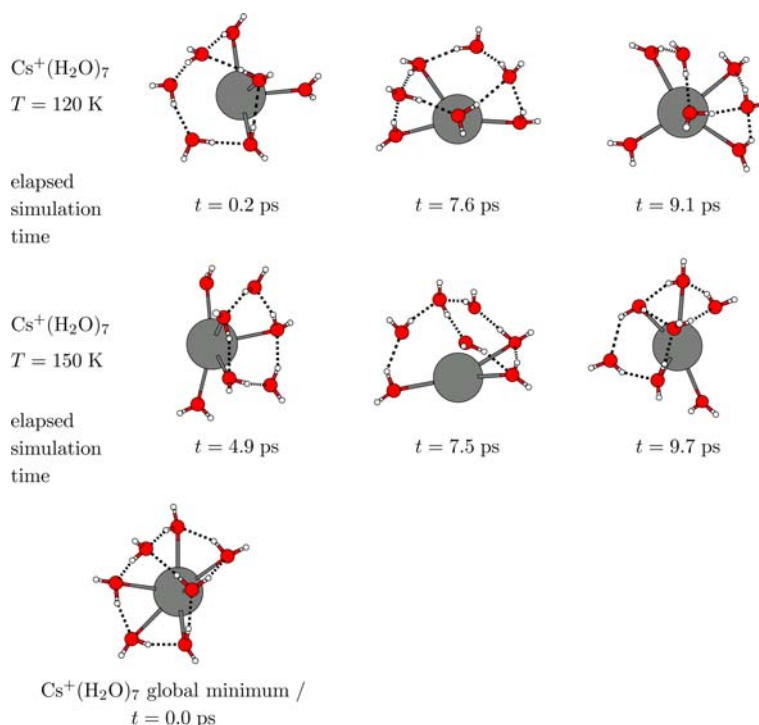 Cs⁺(H₂O)₇
T = 120 K
elapsed
simulation
time
t = 0.2 ps
t = 7.6 ps
t = 9.1 ps
Cs⁺(H₂O)₇
T = 150 K
elapsed
simulation
time
t = 4.9 ps
t = 7.5 ps
t = 9.7 ps
Cs⁺(H₂O)₇ global minimum /
t = 0.0 ps